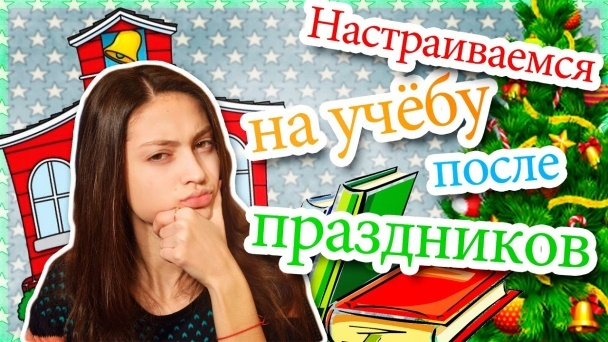 Настраиваемся
на учёбу
после
праздников